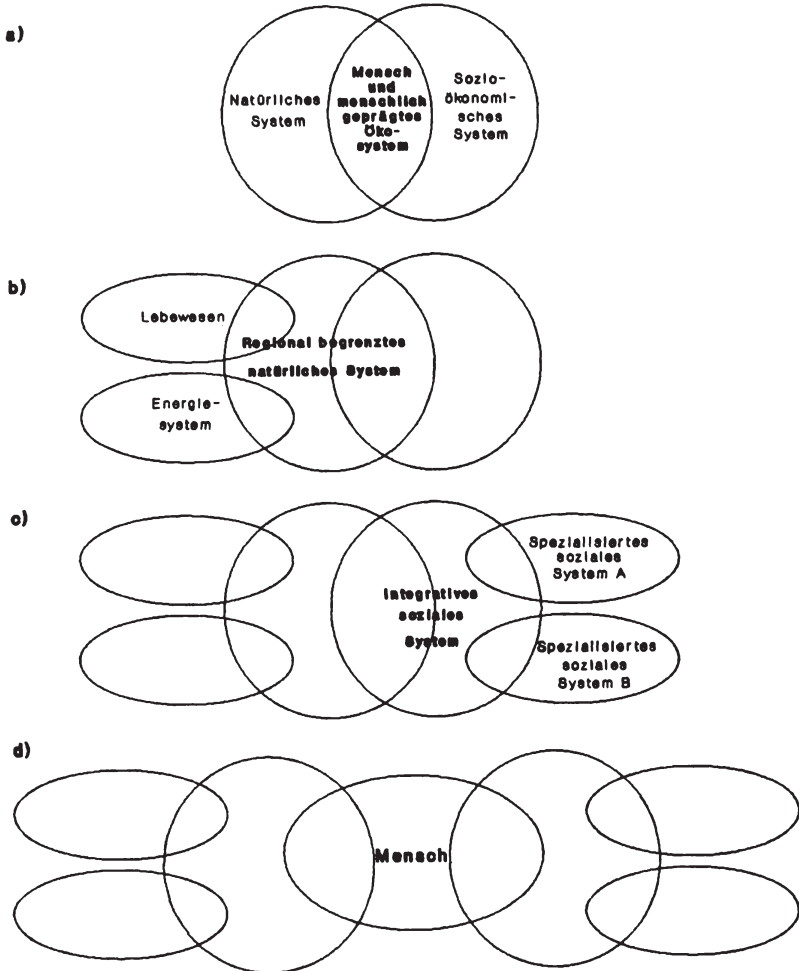 a)
Natürliches
System
Mensch
und
menschlich
geprägtes
Öko-
system
Sozio-
ökonomi-
sches
System
b)
Lebewesen
Regional begrenztes
natürliches System
Energie-
system
c)
Spezialisiertes
soziales
System A
Integratives
soziales
System
Spezialisiertes
soziales
System B
d)
Mensch